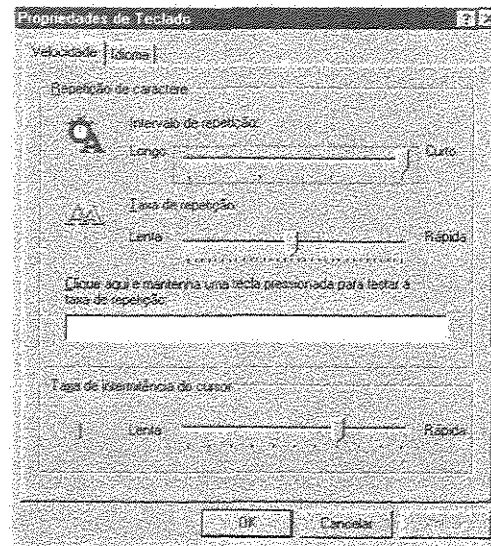 Propriedades de Teclado
Velocidade Idioma
Repetição de caractere
Intervalo de repetição:
Longo Curto
Taxa de repetição
Lenta Rápida
Clique aqui e mantenha uma tecla pressionada para testar a
taxa de repetição:
Taxa de intermitência do cursor
Lenta Rápida
OK Cancelar